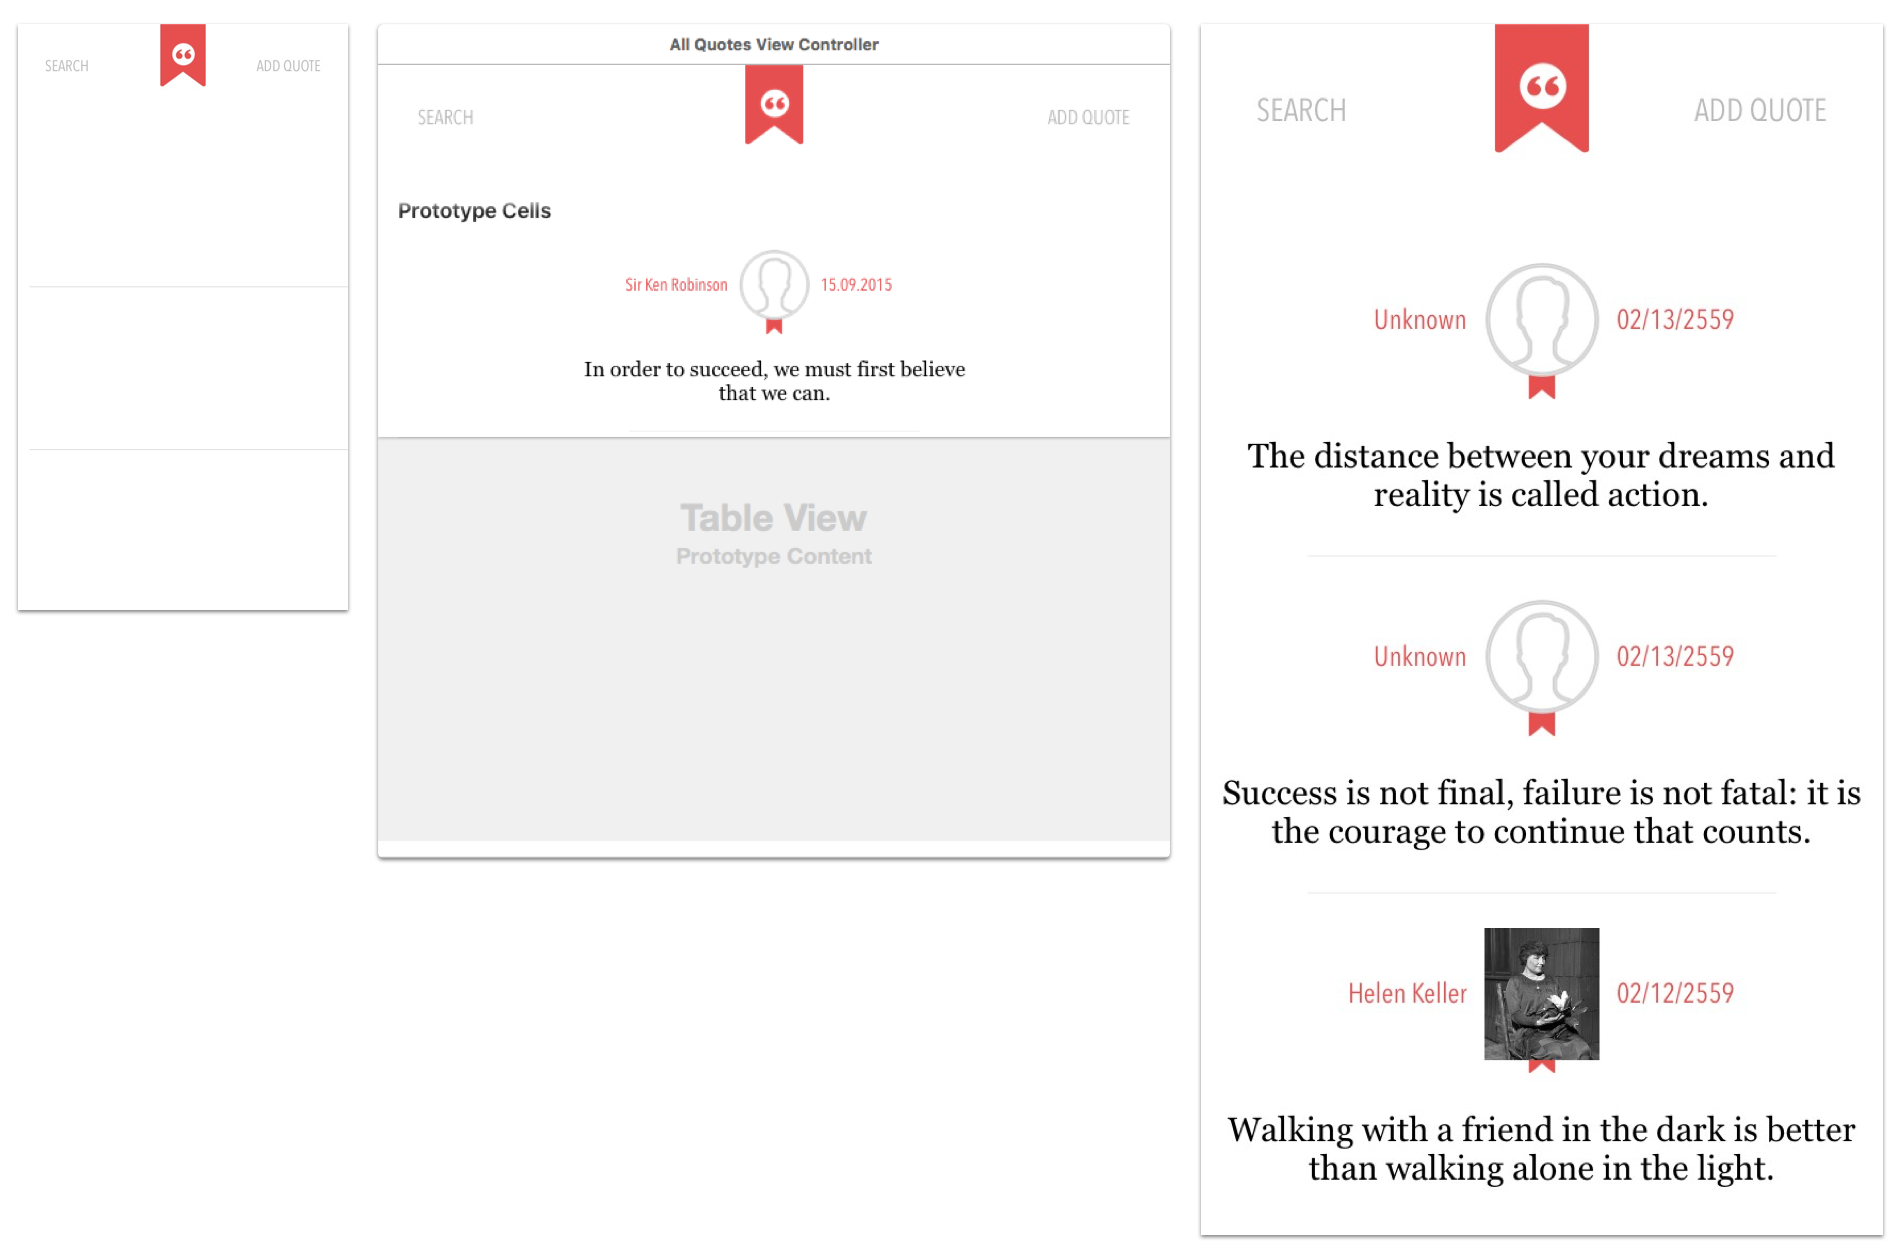 SEARCH
ADD QUOTE
All Quotes View Controller
SEARCH
ADD QUOTE
Prototype Cells
Sir Ken Robinson
15.09.2015
In order to succeed, we must first believe
that we can.
Table View
Prototype Content
SEARCH
ADD QUOTE
Unknown
02/13/2559
The distance between your dreams and
reality is called action.
Unknown
02/13/2559
Success is not final, failure is not fatal: it is
the courage to continue that counts.
Helen Keller
02/12/2559
Walking with a friend in the dark is better
than walking alone in the light.